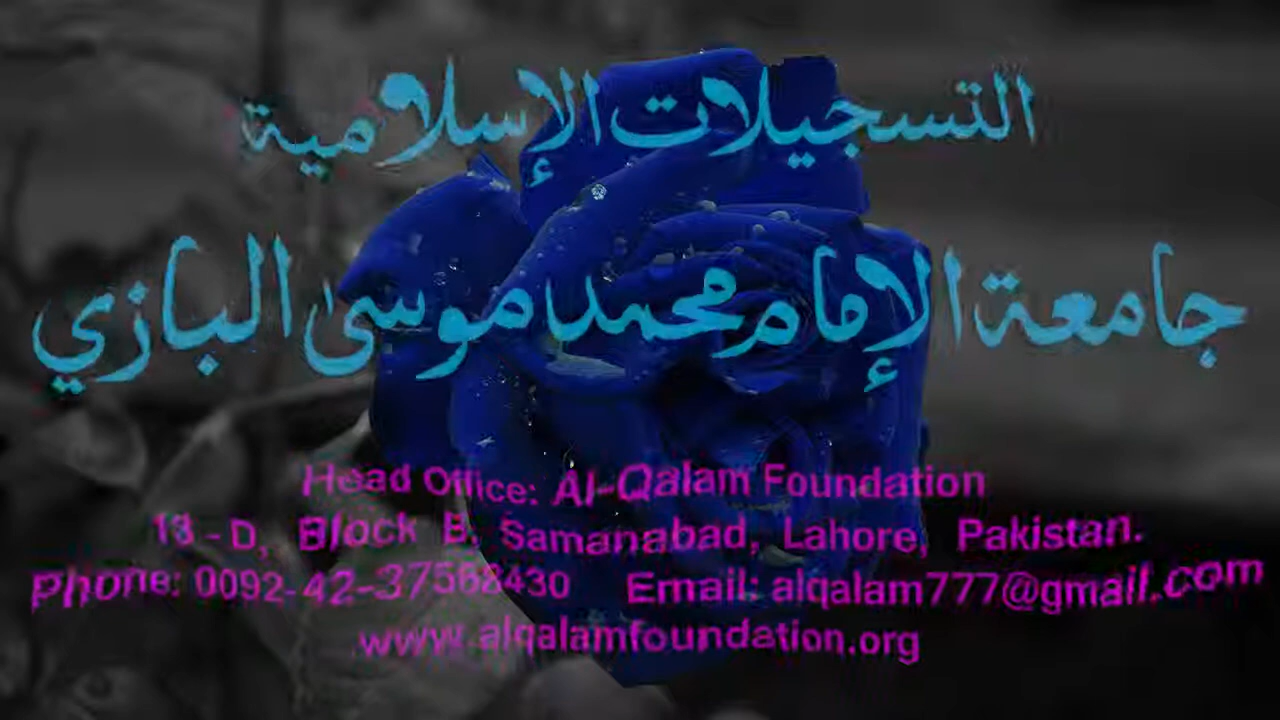 التسجيلات الإسلامية
جامعة الإمام محمد موسى البازي
Head Office: Al-Qalam Foundation
13 - D, Block B, Samanabad, Lahore, Pakistan.
Phone: 0092-42-37568430 Email: alqalam777@gmail.com
www.alqalamfoundation.org